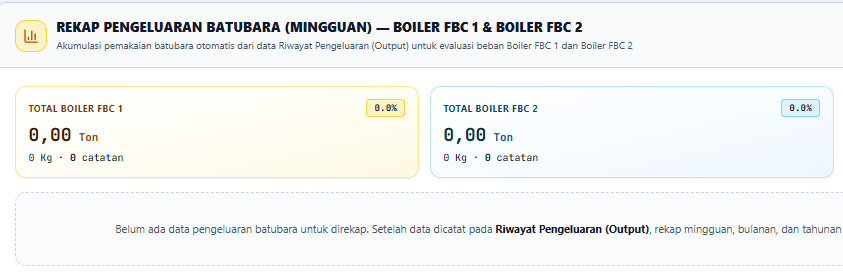 REKAP PENGELUARAN BATUBARA (MINGGUAN) — BOILER FBC 1 & BOILER FBC 2
Akumulasi pemakaian batubara otomatis dari data Riwayat Pengeluaran (Output) untuk evaluasi beban Boiler FBC 1 dan Boiler FBC 2
TOTAL BOILER FBC 1
0.0%
0,00 Ton
0 Kg · 0 catatan
TOTAL BOILER FBC 2
0.0%
0,00 Ton
0 Kg · 0 catatan
Belum ada data pengeluaran batubara untuk direkap. Setelah data dicatat pada Riwayat Pengeluaran (Output), rekap mingguan, bulanan, dan tahunan